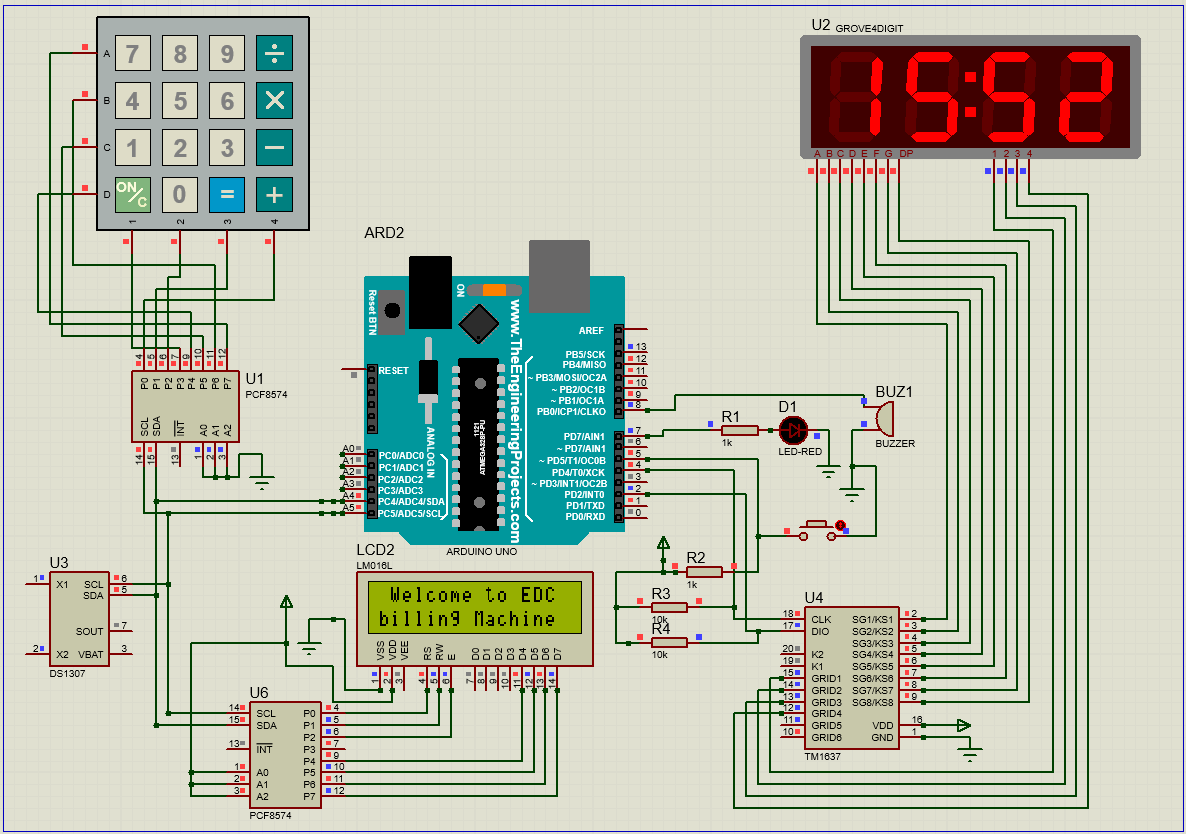 U2 GROVE4DIGIT
15:52
A B C D E F G DP 1 2 3 4
A 7 8 9 ÷
B 4 5 6 ×
C 1 2 3 −
D ON/C 0 = +
1 2 3 4
ARD2
Reset BTN
ON
www.TheEngineeringProjects.com
ANALOG IN
ATMEGA328P-PU
1121
RESET
AREF
PB5/SCK 13
PB4/MISO 12
~ PB3/MOSI/OC2A 11
~ PB2/OC1B 10
~ PB1/OC1A 9
PB0/ICP1/CLKO 8
PD7/AIN1 7
~ PD7/AIN1 6
~ PD5/T1/OC0B 5
PD4/T0/XCK 4
~ PD3/INT1/OC2B 3
PD2/INT0 2
PD1/TXD 1
PD0/RXD 0
A0 PC0/ADC0
A1 PC1/ADC1
A2 PC2/ADC2
A3 PC3/ADC3
A4 PC4/ADC4/SDA
A5 PC5/ADC5/SCL
ARDUINO UNO
U1
PCF8574
4 5 6 7 9 10 11 12
P0 P1 P2 P3 P4 P5 P6 P7
SCL SDA INT A0 A1 A2
14 15 13 1 2 3
R1
1k
D1
LED-RED
BUZ1
BUZZER
R2
1k
R3
10k
R4
10k
U3
1 X1 SCL 6
SDA 5
SOUT 7
2 X2 VBAT 3
DS1307
LCD2
LM016L
Welcome to EDC
billing Machine
VSS VDD VEE RS RW E D0 D1 D2 D3 D4 D5 D6 D7
1 2 3 4 5 6 7 8 9 10 11 12 13 14
U6
14 SCL P0 4
15 SDA P1 5
P2 6
13 INT P3 7
P4 9
1 A0 P5 10
2 A1 P6 11
3 A2 P7 12
PCF8574
U4
18 CLK SG1/KS1 2
17 DIO SG2/KS2 3
SG3/KS3 4
20 K2 SG4/KS4 5
19 K1 SG5/KS5 6
15 GRID1 SG6/KS6 7
14 GRID2 SG7/KS7 8
13 GRID3 SG8/KS8 9
12 GRID4
11 GRID5 VDD 16
10 GRID6 GND 1
TM1637